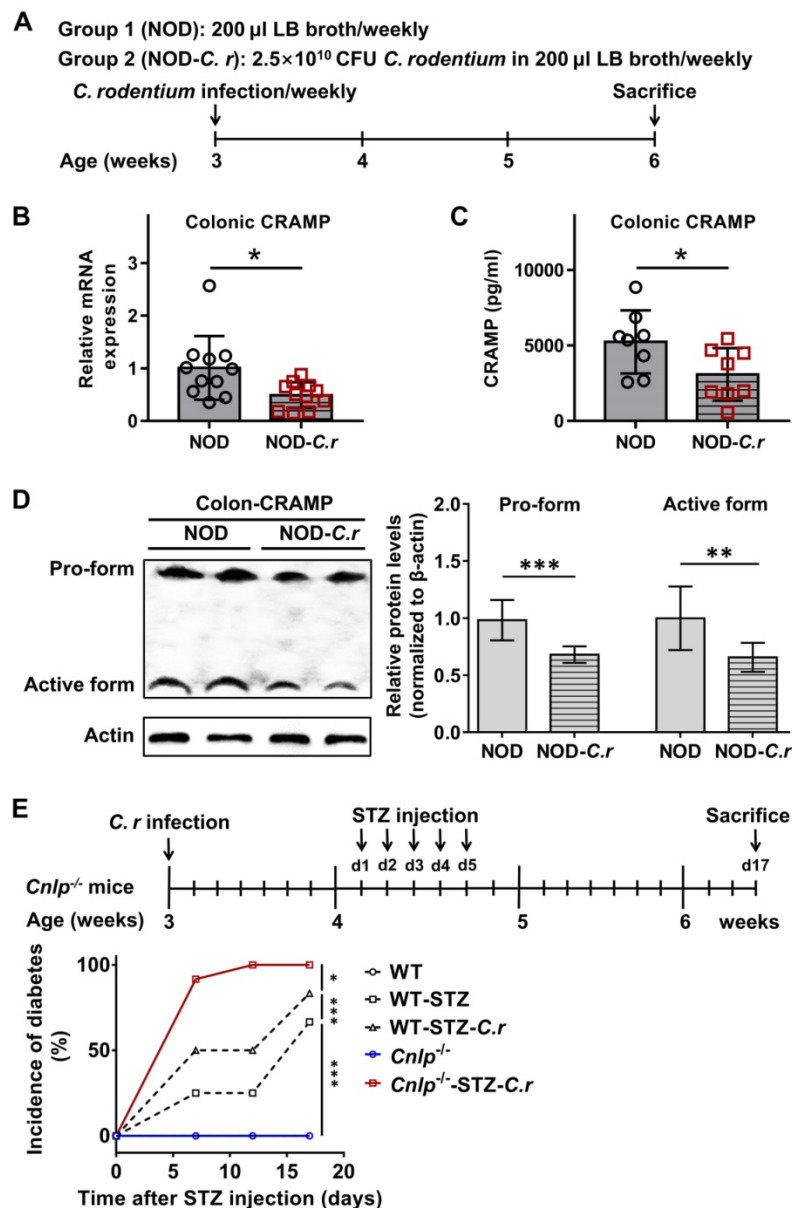 A
Group 1 (NOD): 200 µl LB broth/weekly
Group 2 (NOD-C. r): 2.5×10¹⁰ CFU C. rodentium in 200 µl LB broth/weekly
C. rodentium infection/weekly
Sacrifice
Age (weeks)
3
4
5
6
B
Colonic CRAMP
*
Relative mRNA
expression
3
2
1
0
NOD
NOD-C.r
C
Colonic CRAMP
*
CRAMP (pg/ml)
10000
5000
0
NOD
NOD-C.r
D
Colon-CRAMP
NOD
NOD-C.r
Pro-form
Active form
Actin
Relative protein levels
(normalized to β-actin)
2.0
1.5
1.0
0.5
0.0
Pro-form
Active form
***
**
NOD
NOD-C.r
NOD
NOD-C.r
E
C. r infection
STZ injection
Sacrifice
d1 d2 d3 d4 d5
d17
Cnlp⁻/⁻ mice
Age (weeks)
3
4
5
6
weeks
Incidence of diabetes
(%)
100
50
0
0 5 10 15 20
Time after STZ injection (days)
*
***
***
WT
WT-STZ
WT-STZ-C.r
Cnlp⁻/⁻
Cnlp⁻/⁻-STZ-C.r